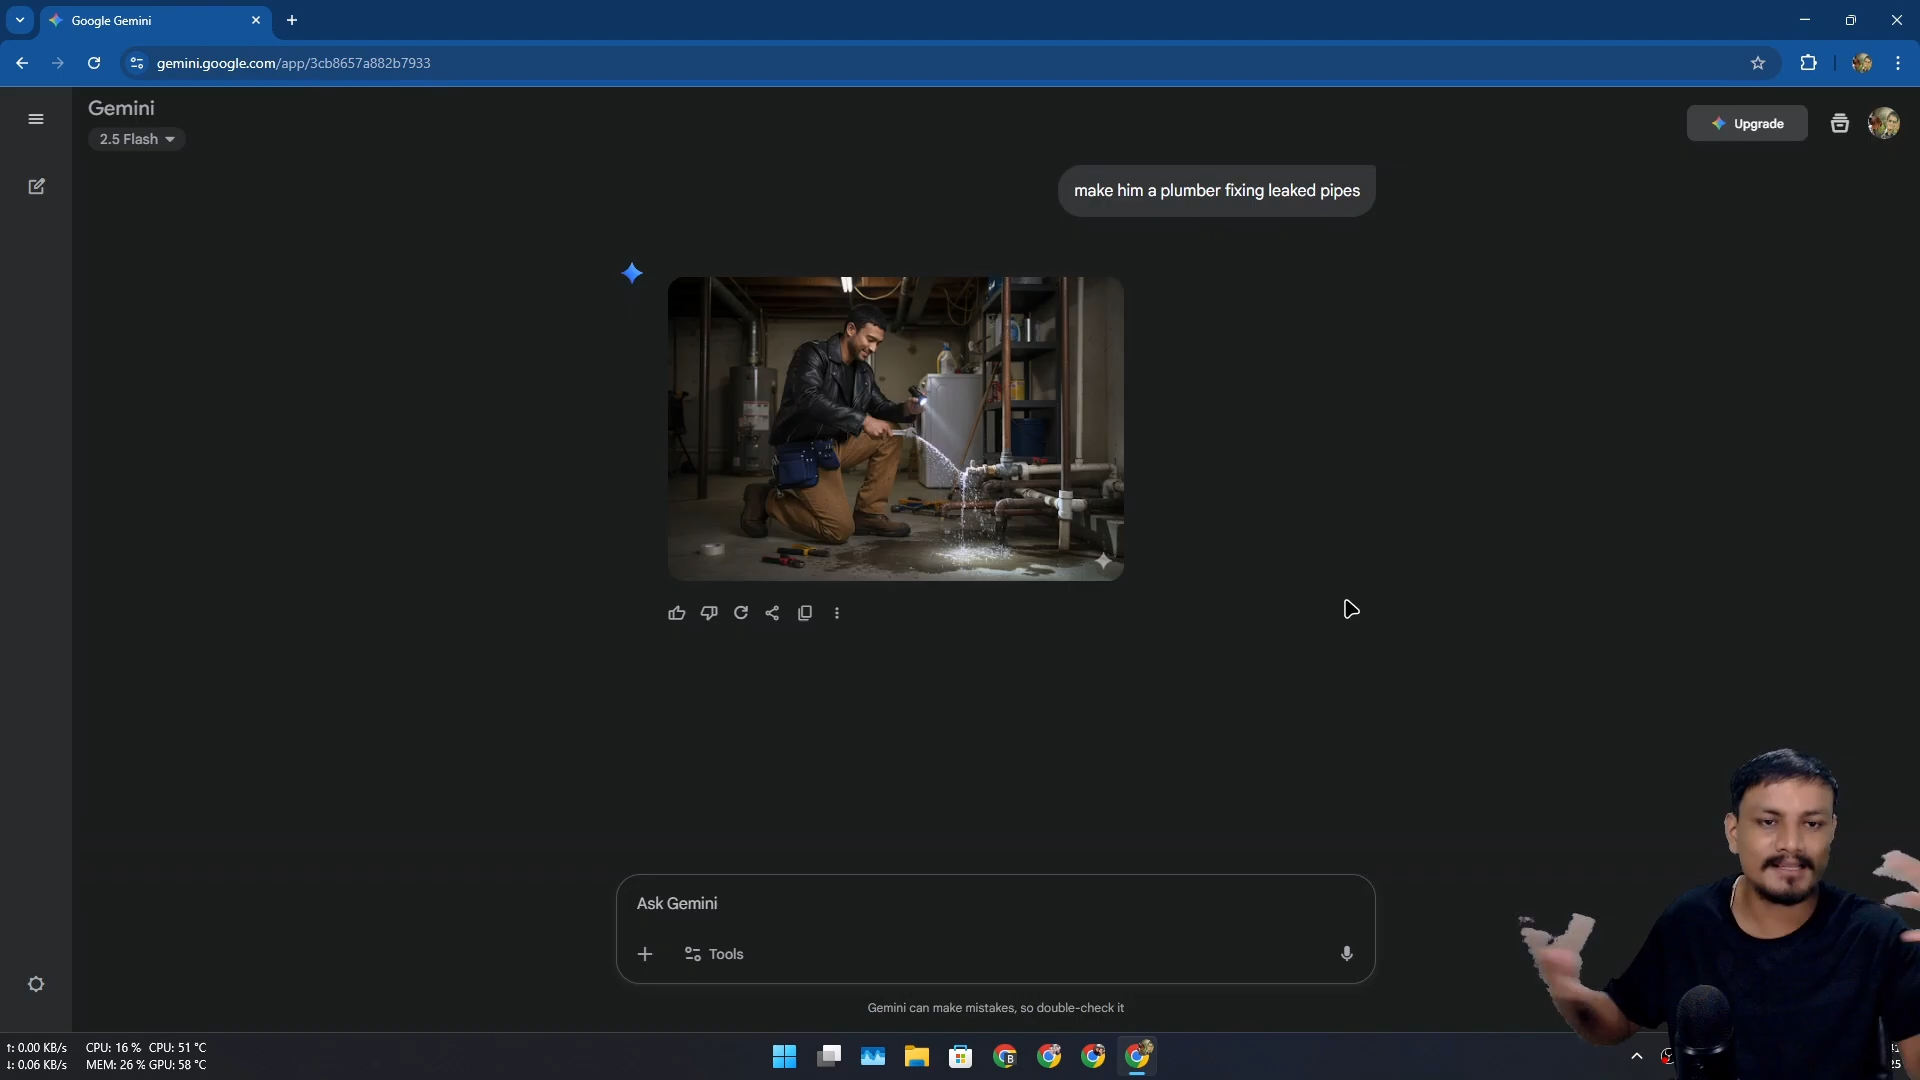 Google Gemini
gemini.google.com/app/3cb8657a882b7933
Gemini
2.5 Flash
Upgrade
make him a plumber fixing leaked pipes
Ask Gemini
Tools
Gemini can make mistakes, so double-check it
↑: 0.00 KB/s CPU: 16 % CPU: 51 °C
↓: 0.06 KB/s MEM: 26 % GPU: 58 °C
B